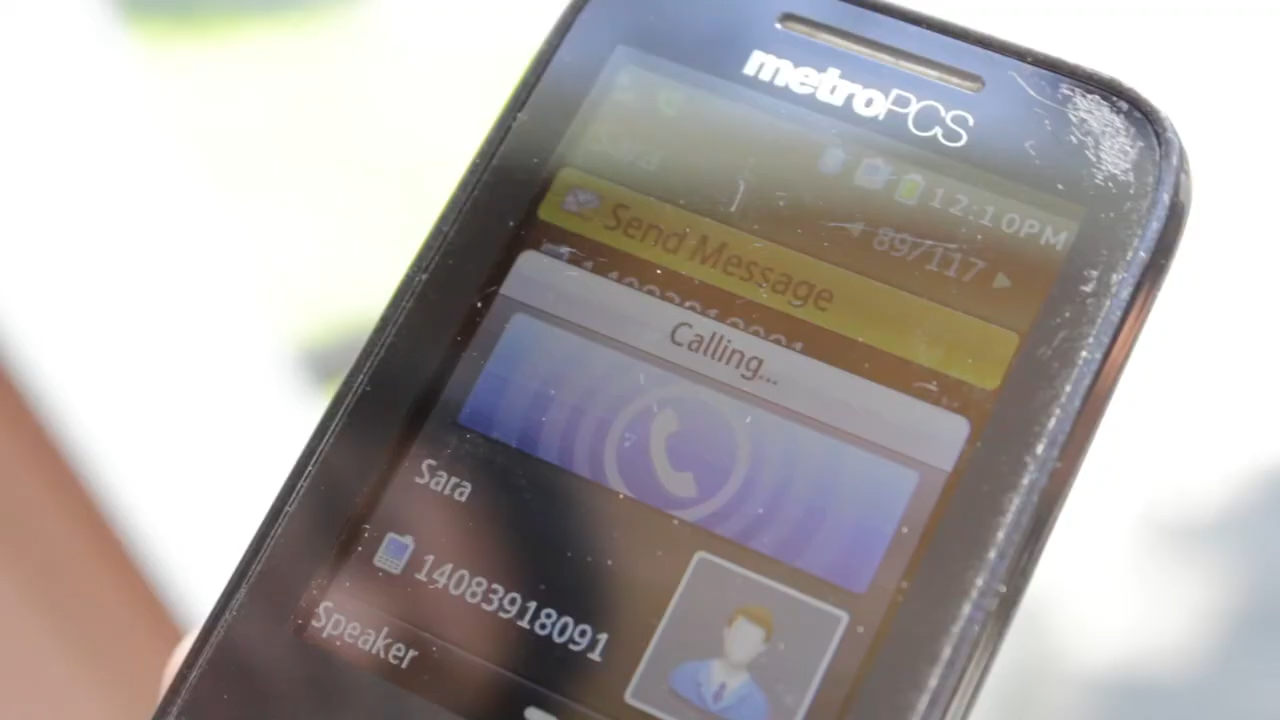 metroPCS
12:10PM
89/117
Send Message
Calling...
Sara
14083918091
Speaker